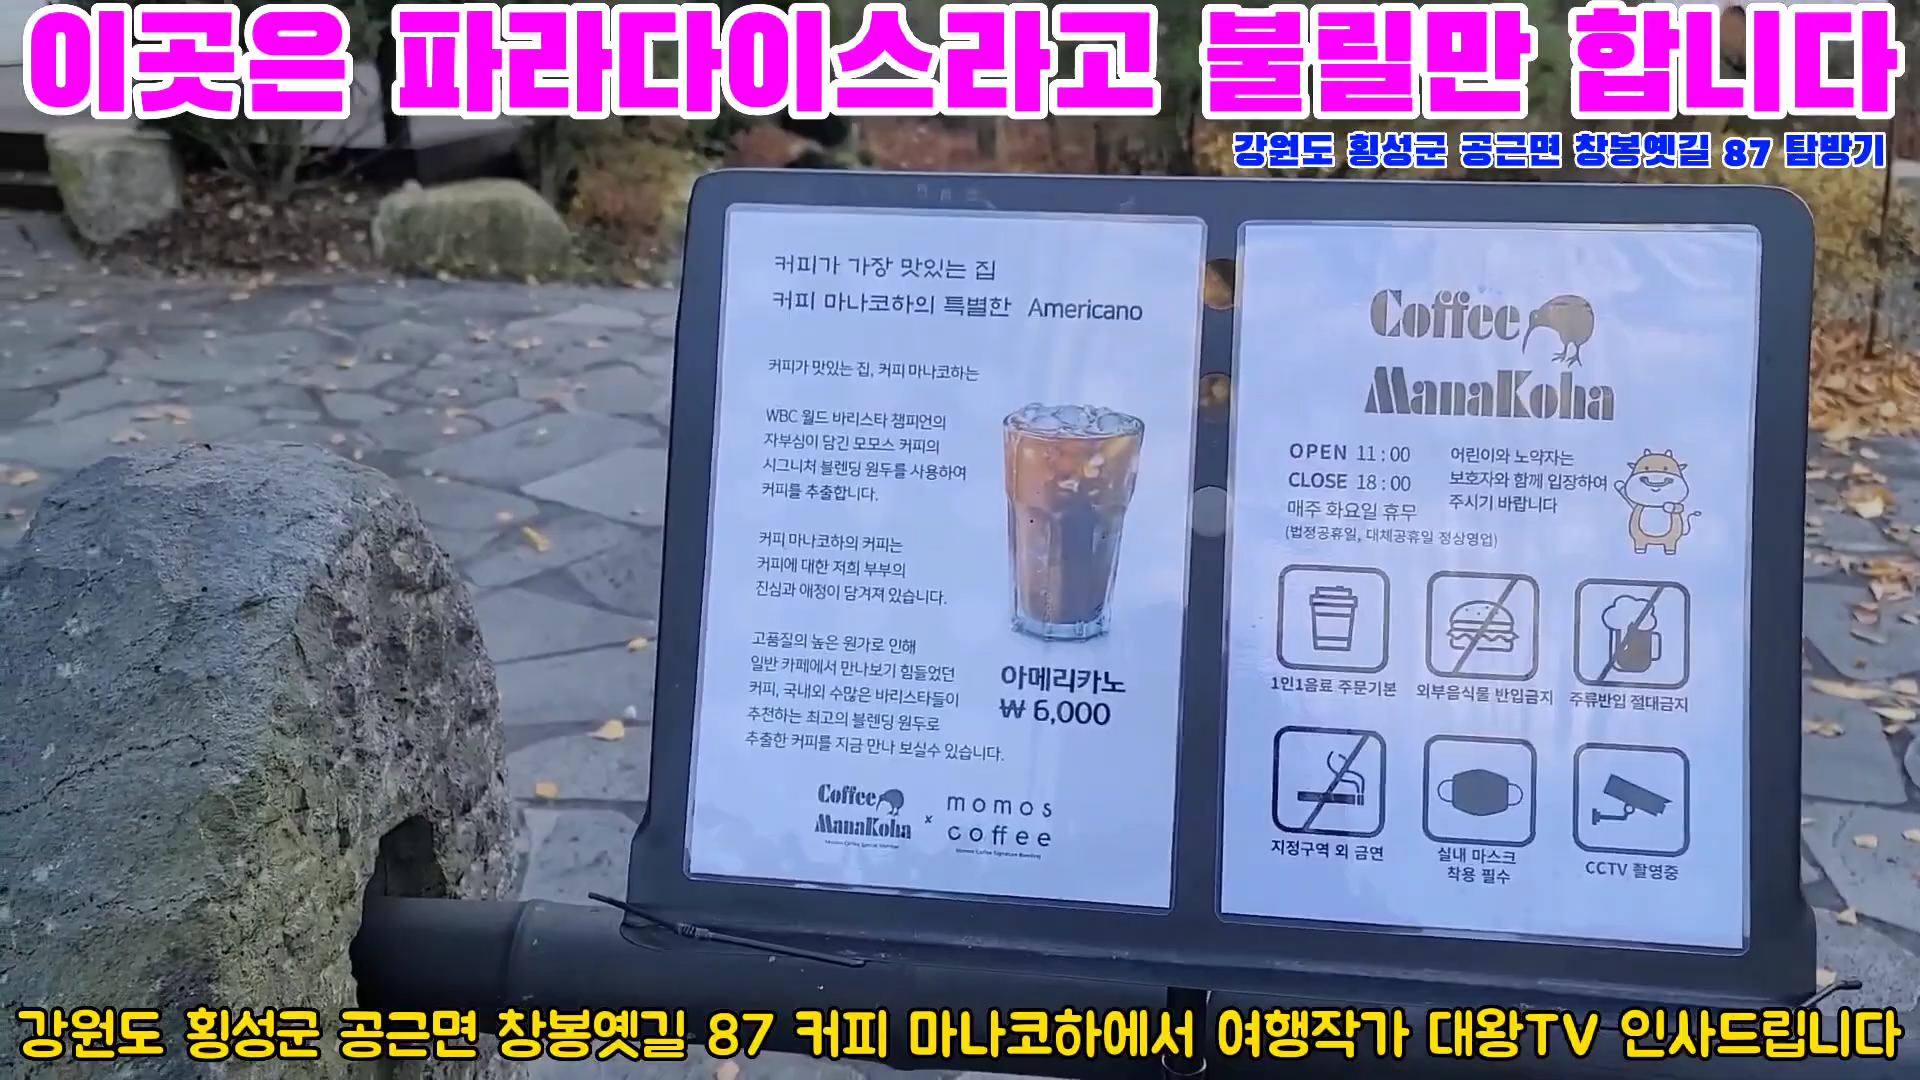 이곳은 파라다이스라고 불릴만 합니다
강원도 횡성군 공근면 창봉옛길 87 탐방기
커피가 가장 맛있는 집
커피 마나코하의 특별한 Americano
커피가 맛있는 집, 커피 마나코하는
WBC 월드 바리스타 챔피언의
자부심이 담긴 모모스 커피의
시그니처 블렌딩 원두를 사용하여
커피를 추출합니다.
커피 마나코하의 커피는
커피에 대한 저희 부부의
진심과 애정이 담겨져 있습니다.
고품질의 높은 원가로 인해
일반 카페에서 만나보기 힘들었던
커피, 국내외 수많은 바리스타들이
추천하는 최고의 블렌딩 원두로
추출한 커피를 지금 만나 보실수 있습니다.
아메리카노
₩ 6,000
Coffee
ManaKoha
x
momos
coffee
Momos Coffee Signature Blending
Coffee
ManaKoha
OPEN 11 : 00
CLOSE 18 : 00
매주 화요일 휴무
(법정공휴일, 대체공휴일 정상영업)
어린이와 노약자는
보호자와 함께 입장하여
주시기 바랍니다
1인1음료 주문기본
외부음식물 반입금지
주류반입 절대금지
지정구역 외 금연
실내 마스크
착용 필수
CCTV 촬영중
강원도 횡성군 공근면 창봉옛길 87 커피 마나코하에서 여행작가 대왕TV 인사드립니다